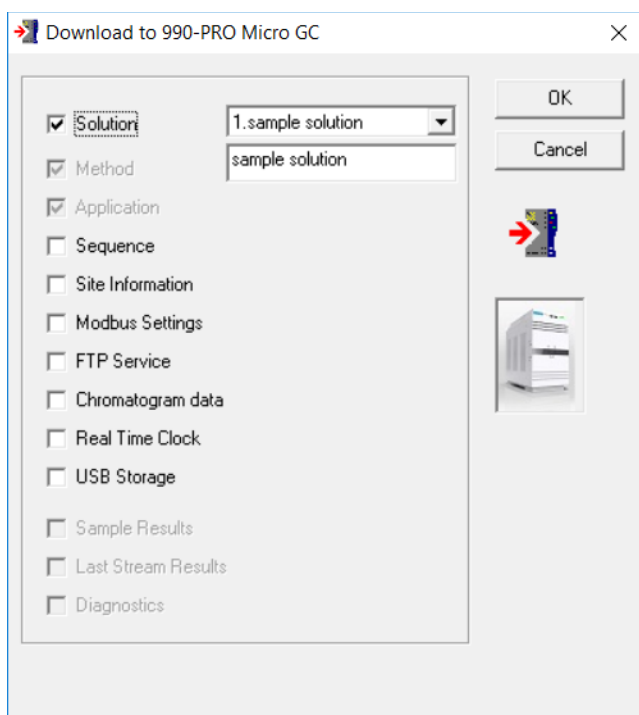 Download to 990-PRO Micro GC
Solution
1.sample solution
OK
Method
sample solution
Cancel
Application
Sequence
Site Information
Modbus Settings
FTP Service
Chromatogram data
Real Time Clock
USB Storage
Sample Results
Last Stream Results
Diagnostics